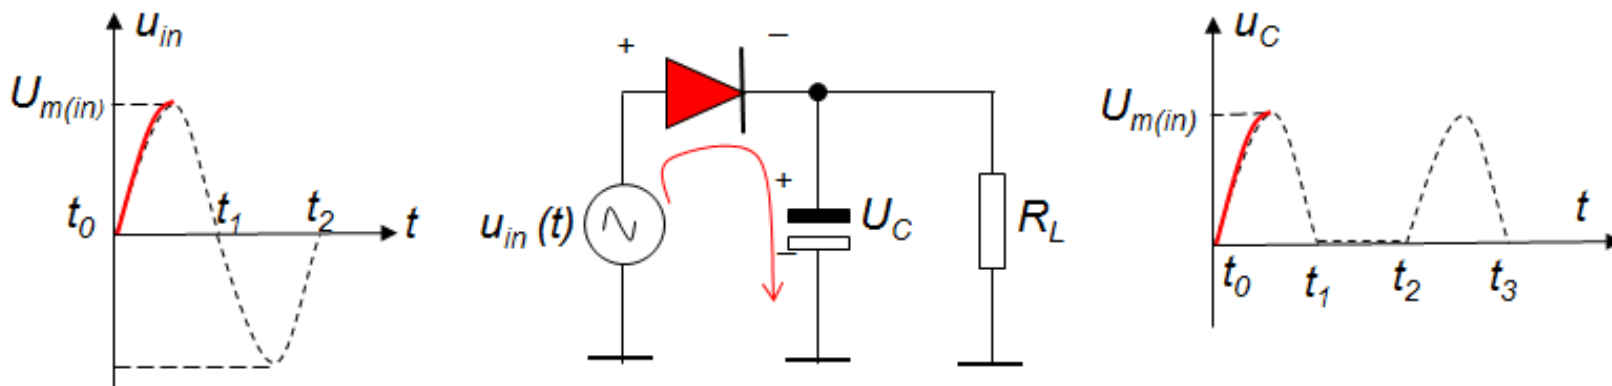 u_in
U_m(in)
t_0
t_1
t_2
t
+
–
u_in (t)
+
–
U_C
R_L
u_C
U_m(in)
t
t_0
t_1
t_2
t_3